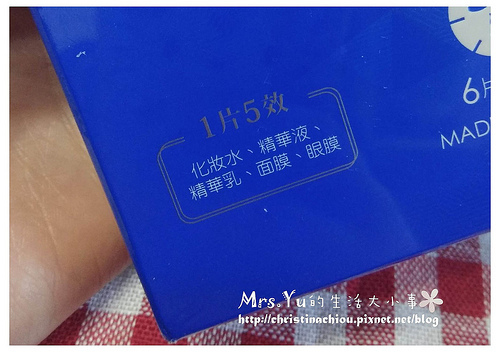 1片5效
化妝水、精華液、
精華乳、面膜、眼膜
6片
MAD
Mrs.Yu的生活大小事
http://christinachiou.pixnet.net/blog